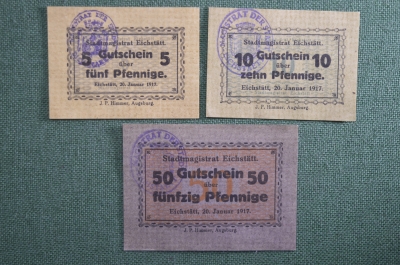 Stadtmagistrat Eichstätt.
5 Gutschein 5
über
fünf Pfennige.
Eichstätt, 20. Januar 1917.
J. P. Himmer, Augsburg.
Stadtmagistrat Eichstätt.
10 Gutschein 10
über
zehn Pfennige.
Eichstätt, 20. Januar 1917.
J. P. Himmer, Augsburg.
Stadtmagistrat Eichstätt.
50 Gutschein 50
über
fünfzig Pfennige
Eichstätt, 20. Januar 1917.
J. P. Himmer, Augsburg.